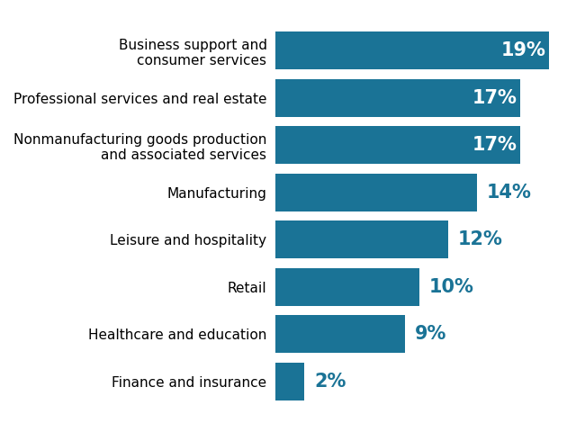 Business support and
consumer services
19%
Professional services and real estate
17%
Nonmanufacturing goods production
and associated services
17%
Manufacturing
14%
Leisure and hospitality
12%
Retail
10%
Healthcare and education
9%
Finance and insurance
2%